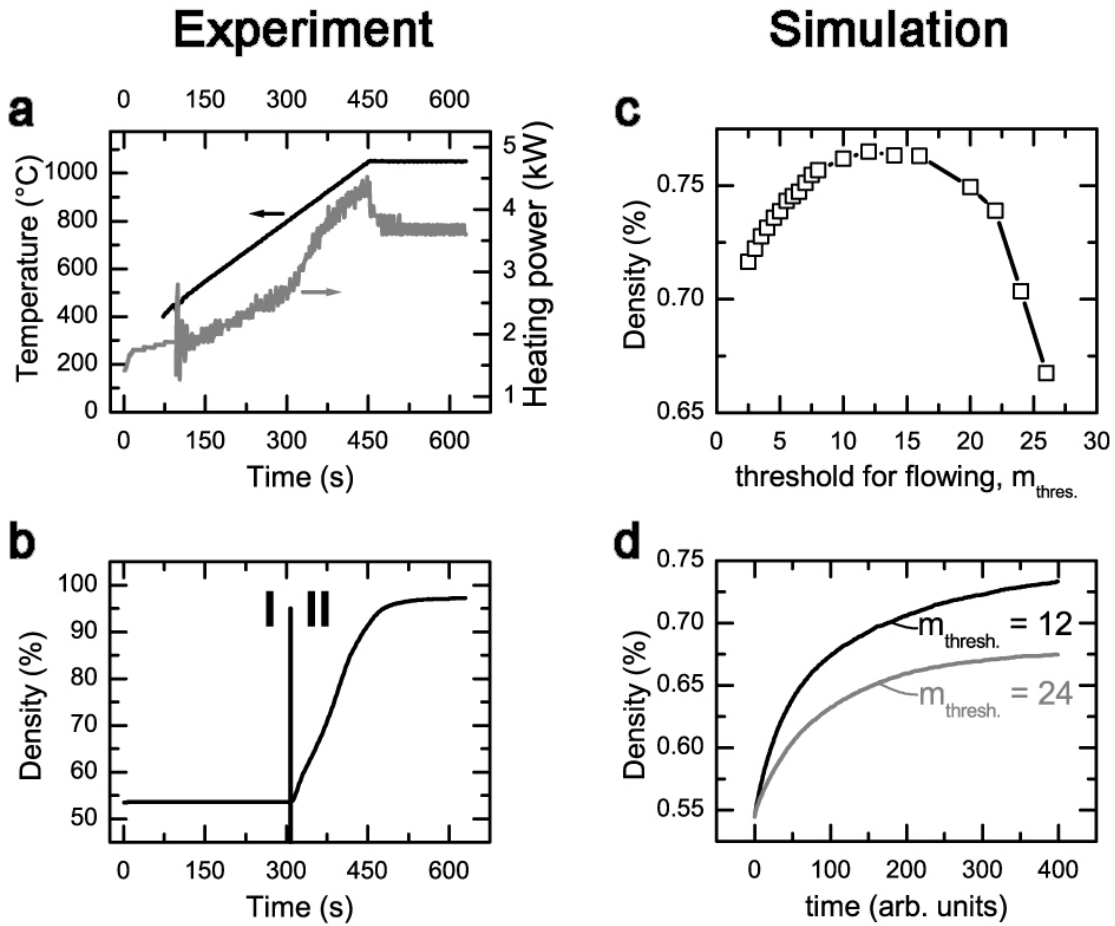 Experiment
Simulation
a
0 150 300 450 600
1000
800
600
400
200
0
Temperature (°C)
5
4
3
2
1
Heating power (kW)
0 150 300 450 600
Time (s)
b
I II
100
90
80
70
60
50
Density (%)
0 150 300 450 600
Time (s)
c
0.75
0.70
0.65
Density (%)
0 5 10 15 20 25 30
threshold for flowing, m thres.
d
0.75
0.70
0.65
0.60
0.55
Density (%)
m thresh. = 12
m thresh. = 24
0 100 200 300 400
time (arb. units)